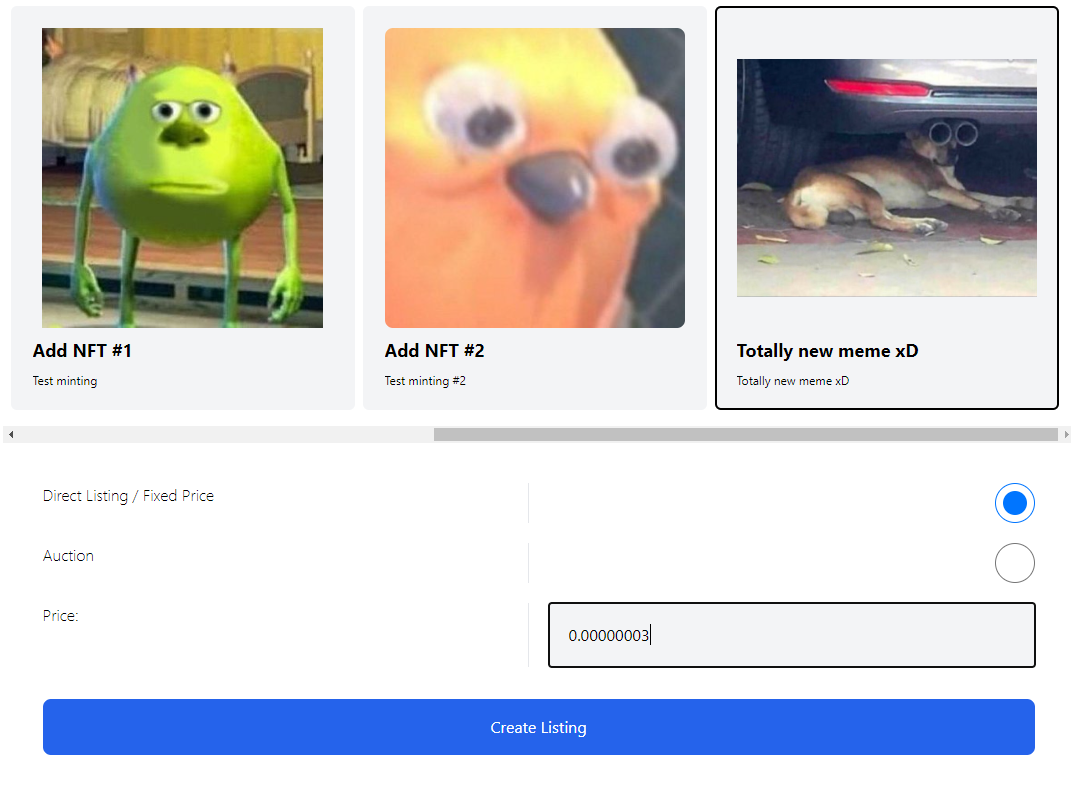 Add NFT #1
Test minting
Add NFT #2
Test minting #2
Totally new meme xD
Totally new meme xD
Direct Listing / Fixed Price
Auction
Price:
0.00000003
Create Listing